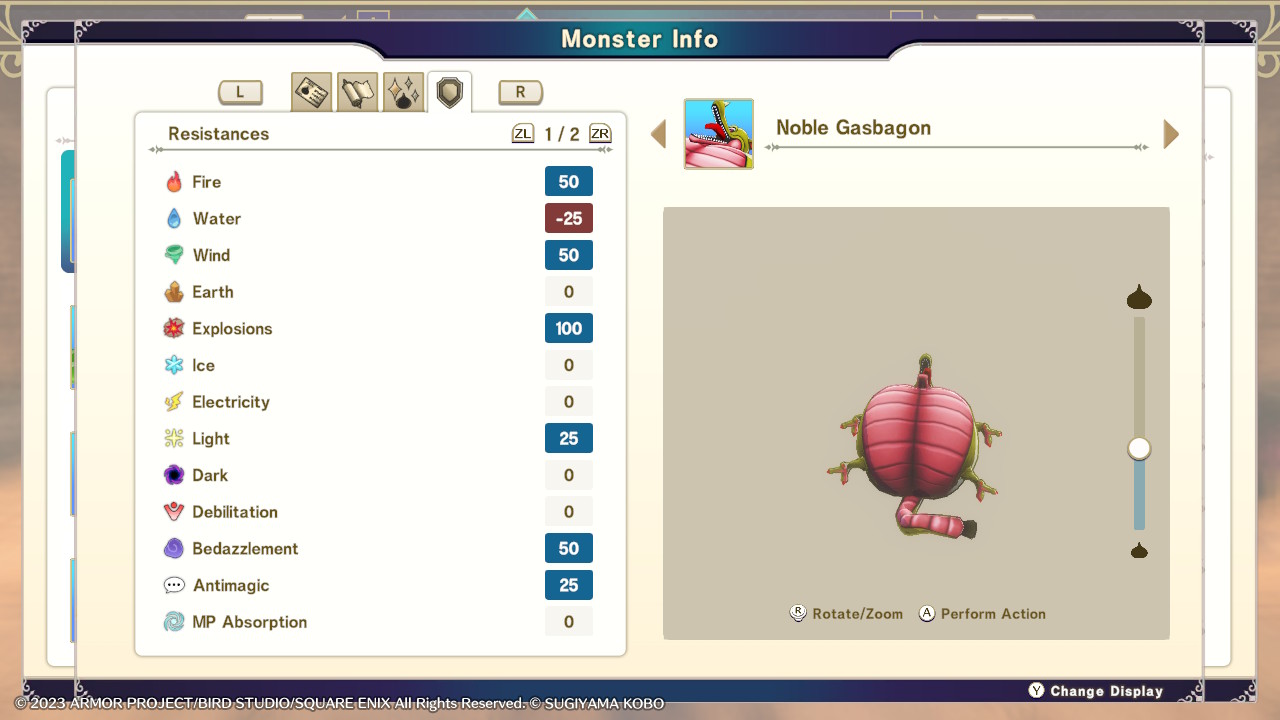 Monster Info
L
R
Resistances
ZL 1 / 2 ZR
Fire 50
Water -25
Wind 50
Earth 0
Explosions 100
Ice 0
Electricity 0
Light 25
Dark 0
Debilitation 0
Bedazzlement 50
Antimagic 25
MP Absorption 0
Noble Gasbagon
R Rotate/Zoom A Perform Action
Y Change Display
© 2023 ARMOR PROJECT/BIRD STUDIO/SQUARE ENIX All Rights Reserved. © SUGIYAMA KOBO